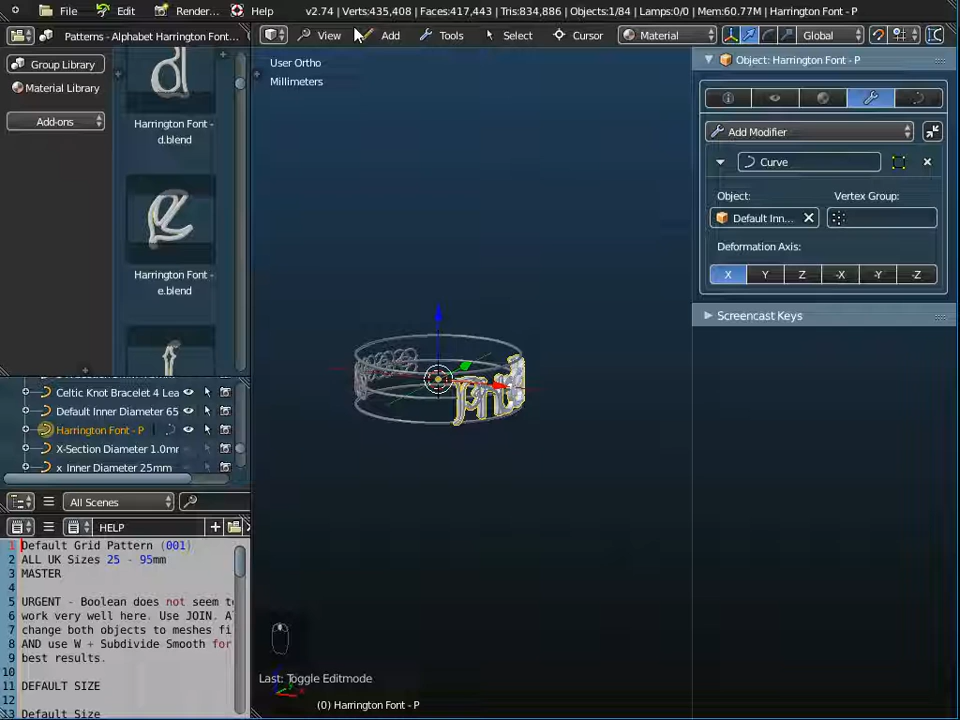 File Edit Render... Help v2.74 | Verts:435,408 | Faces:417,443 | Tris:834,886 | Objects:1/84 | Lamps:0/0 | Mem:60.77M | Harrington Font - P
Patterns - Alphabet Harrington Font... View Add Tools Select Cursor Material Global
Group Library
Material Library
Add-ons
Harrington Font -
d.blend
Harrington Font -
e.blend
User Ortho
Millimeters
Object: Harrington Font - P
Add Modifier
Curve
Object: Vertex Group:
Default Inn...
Deformation Axis:
X Y Z -X -Y -Z
Screencast Keys
Celtic Knot Bracelet 4 Lea
Default Inner Diameter 65
Harrington Font - P
X-Section Diameter 1.0mr
x Inner Diameter 25mm
All Scenes
HELP
1 Default Grid Pattern (001)
2 ALL UK Sizes 25 - 95mm
3 MASTER
4
5 URGENT - Boolean does not seem t
6 work very well here. Use JOIN. A
7 change both objects to meshes fi
8 AND use W + Subdivide Smooth for
9 best results.
10
11 DEFAULT SIZE
12
13 Default Size
Last: Toggle Editmode
(0) Harrington Font - P